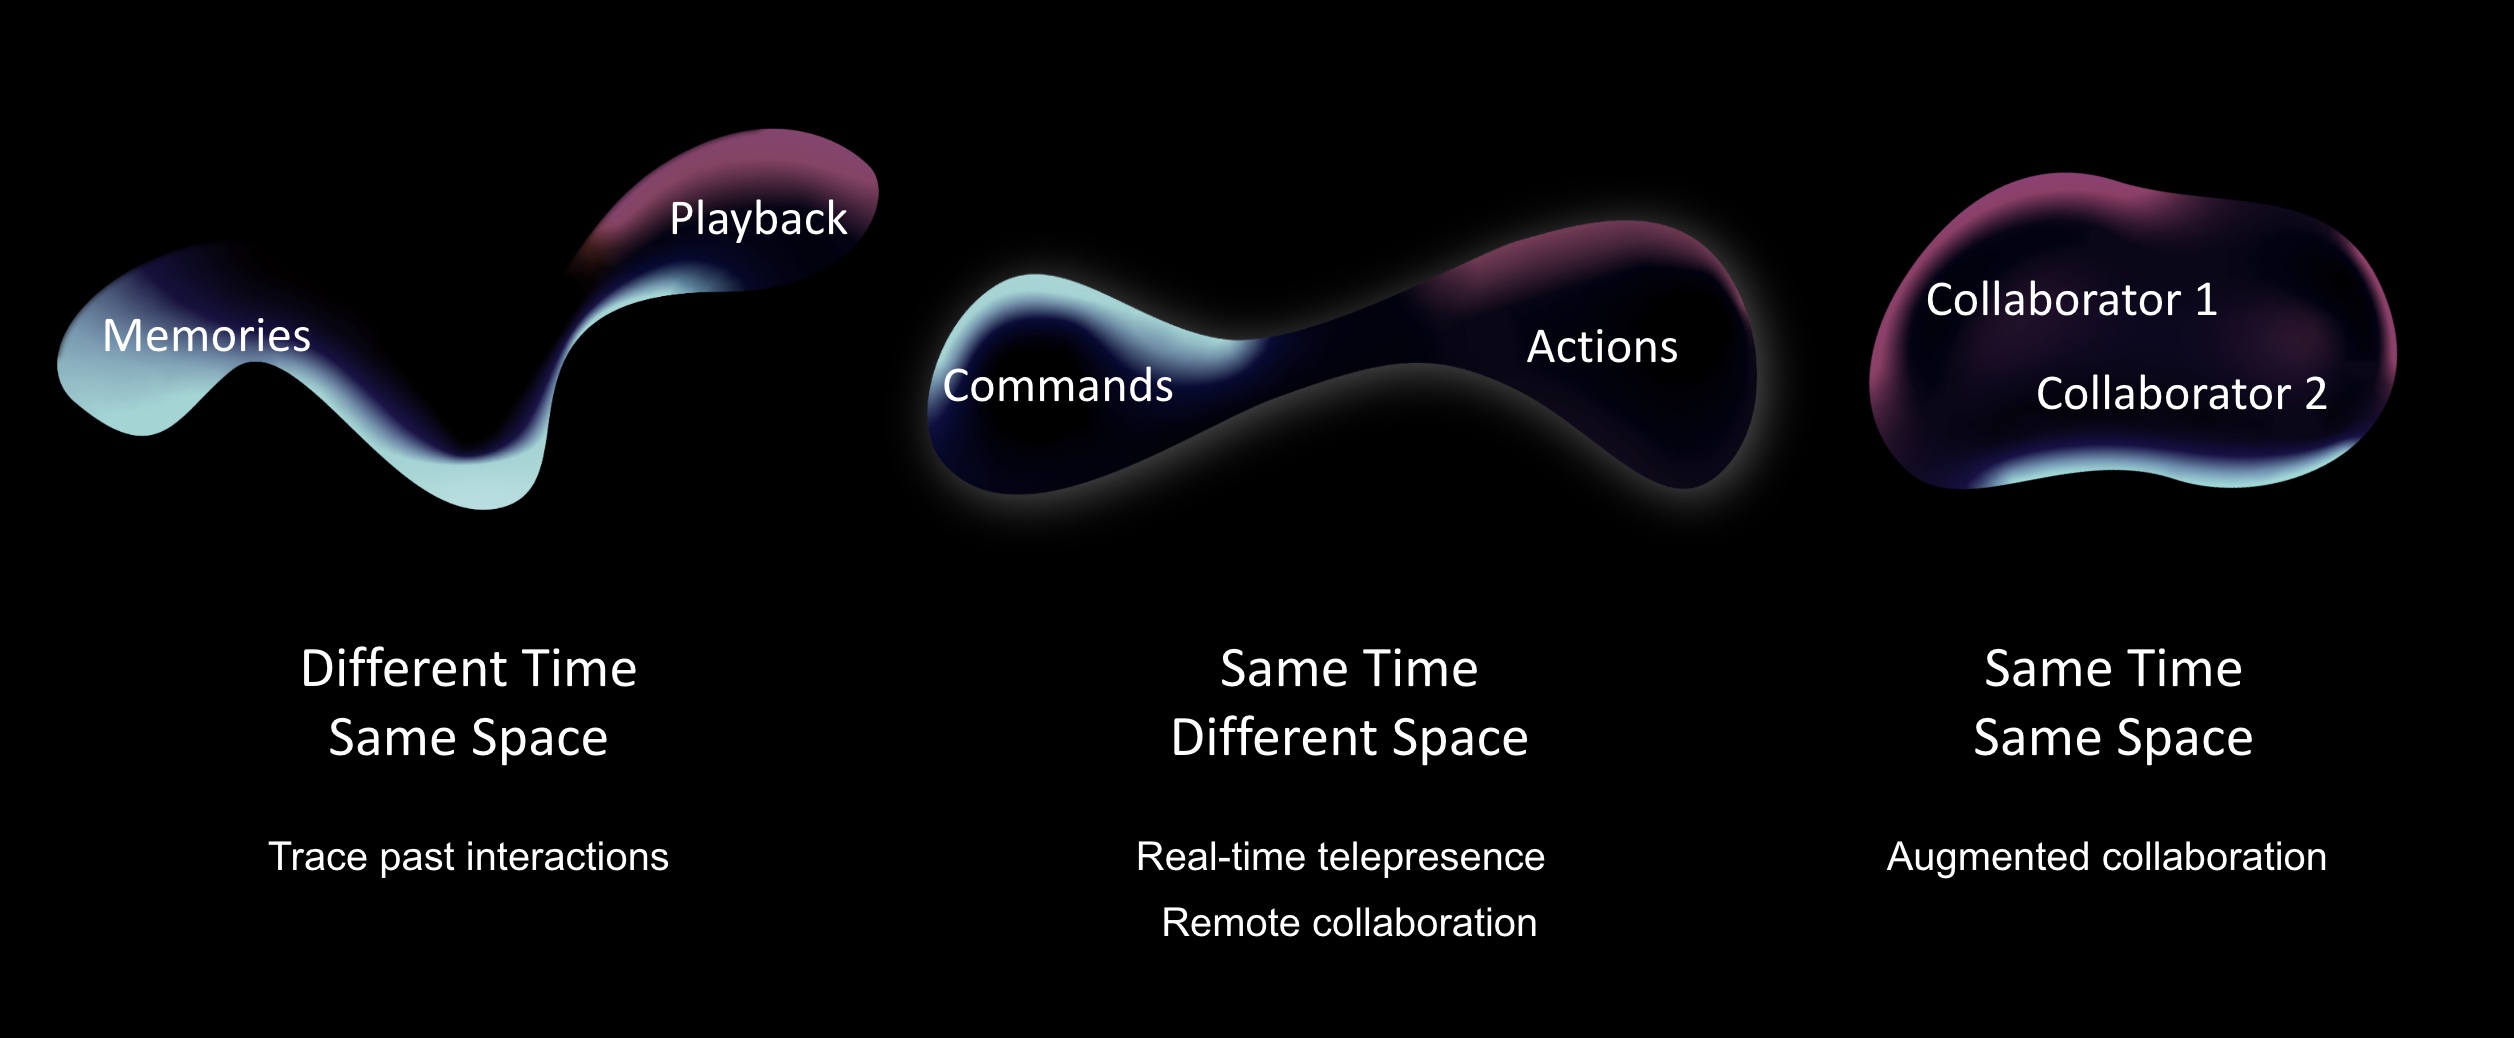 Memories
Playback
Commands
Actions
Collaborator 1
Collaborator 2
Different Time
Same Space
Trace past interactions
Same Time
Different Space
Real-time telepresence
Remote collaboration
Same Time
Same Space
Augmented collaboration